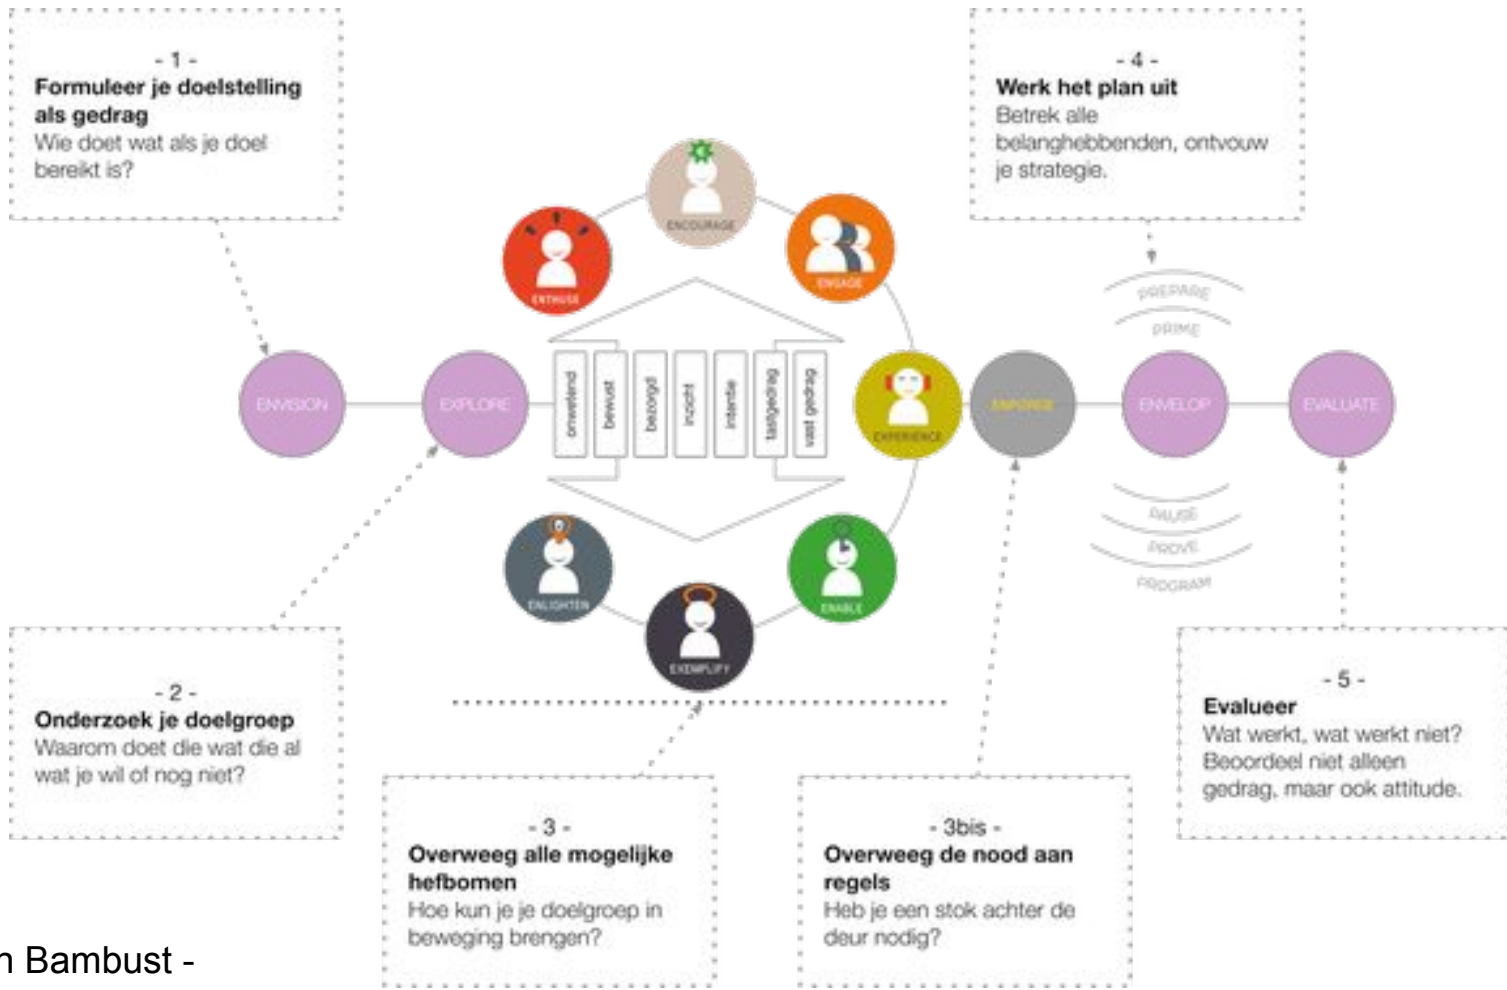 - 1 -
Formuleer je doelstelling
als gedrag
Wie doet wat als je doel
bereikt is?
- 4 -
Werk het plan uit
Betrek alle
belanghebbenden, ontvouw
je strategie.
ENCOURAGE
ENTHUSE
ENGAGE
PREPARE
PRIME
ENVISION
EXPLORE
onwetend
bewust
bezorgd
inzicht
intentie
tastgedrag
vast gedrag
EXPERIENCE
ENFORCE
ENVELOP
EVALUATE
PAUSE
PROVE
PROGRAM
ENLIGHTEN
EXEMPLIFY
ENABLE
- 2 -
Onderzoek je doelgroep
Waarom doet die wat die al
wat je wil of nog niet?
- 3 -
Overweeg alle mogelijke
hefbomen
Hoe kun je je doelgroep in
beweging brengen?
- 3bis -
Overweeg de nood aan
regels
Heb je een stok achter de
deur nodig?
- 5 -
Evalueer
Wat werkt, wat werkt niet?
Beoordeel niet alleen
gedrag, maar ook attitude.
n Bambust -